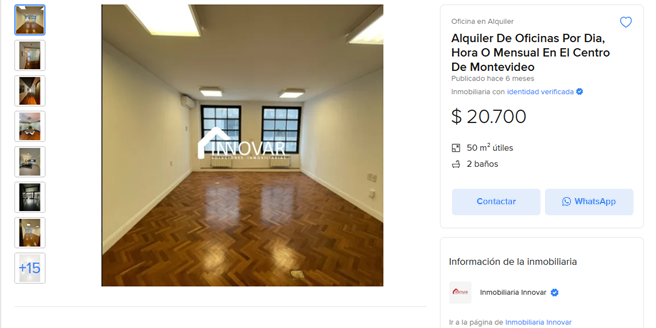 Oficina en Alquiler
Alquiler De Oficinas Por Dia,
Hora O Mensual En El Centro
De Montevideo
Publicado hace 6 meses
Inmobiliaria con identidad verificada
$ 20.700
50 m² útiles
2 baños
Contactar
WhatsApp
INNOVAR
SOLUCIONES INMOBILIARIAS
+15
Información de la inmobiliaria
Inmobiliaria Innovar
Ir a la página de Inmobiliaria Innovar